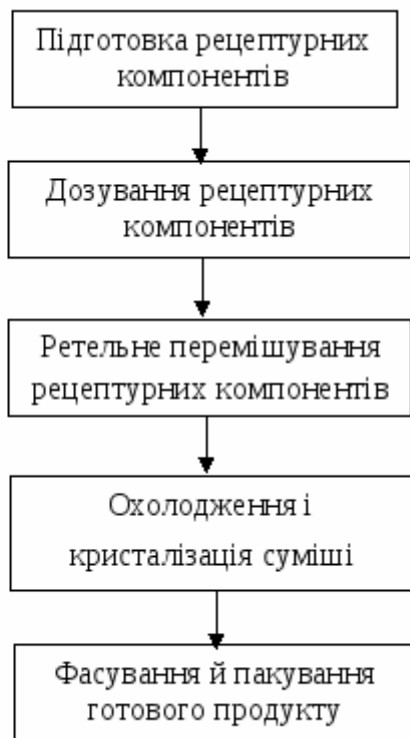 Підготовка рецептурних
компонентів
Дозування рецептурних
компонентів
Ретельне перемішування
рецептурних компонентів
Охолодження і
кристалізація суміші
Фасування й пакування
готового продукту